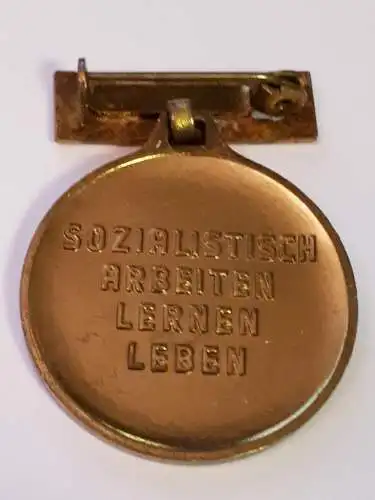 SOZIALISTISCH
ARBEITEN
LERNEN
LEBEN